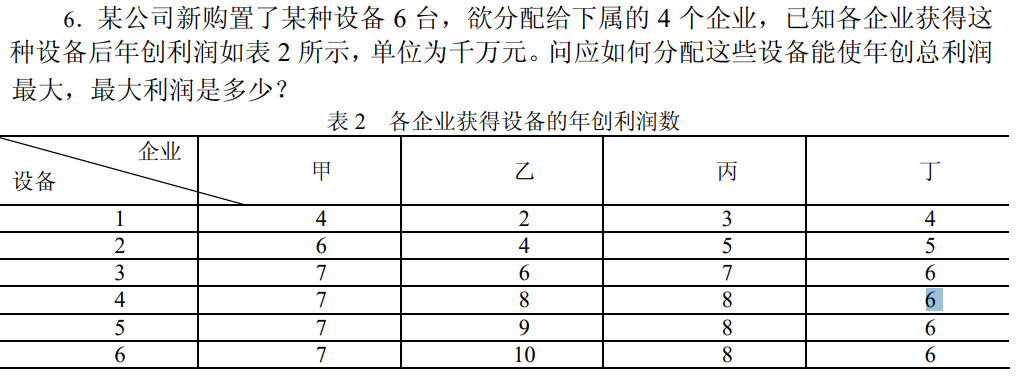 6．某公司新购置了某种设备 6 台，欲分配给下属的 4 个企业，已知各企业获得这
种设备后年创利润如表 2 所示，单位为千万元。问应如何分配这些设备能使年创总利润
最大，最大利润是多少？
表 2 各企业获得设备的年创利润数
企业
设备 甲 乙 丙 丁
1 4 2 3 4
2 6 4 5 5
3 7 6 7 6
4 7 8 8 6
5 7 9 8 6
6 7 10 8 6